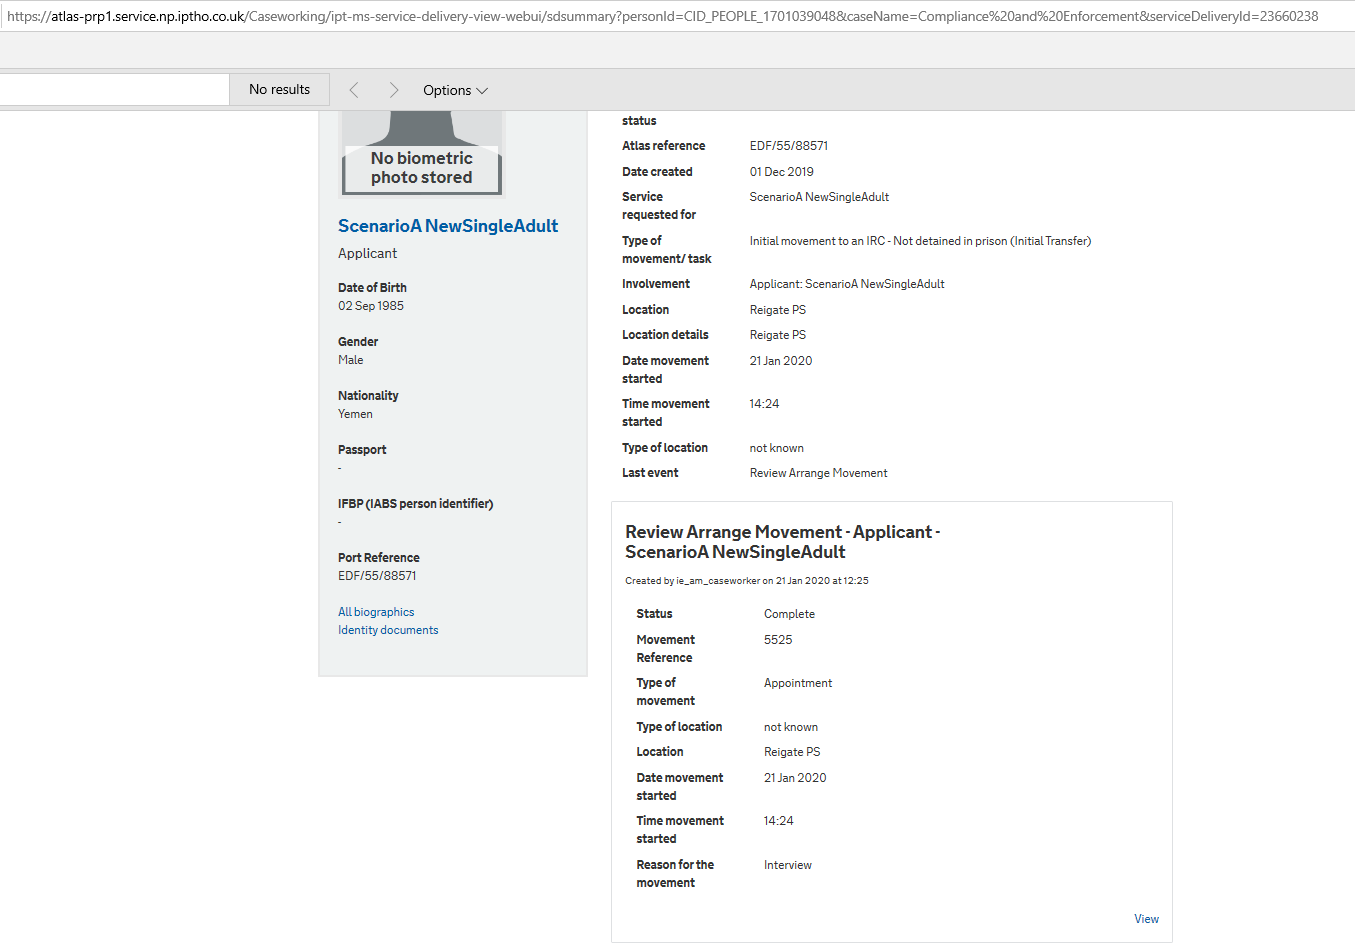 https://atlas-prp1.service.np.iptho.co.uk/Caseworking/ipt-ms-service-delivery-view-webui/sdsummary?personId=CID_PEOPLE_1701039048&caseName=Compliance%20and%20Enforcement&serviceDeliveryId=23660238
No results
Options
No biometric
photo stored
ScenarioA NewSingleAdult
Applicant
Date of Birth
02 Sep 1985
Gender
Male
Nationality
Yemen
Passport
-
IFBP (IABS person identifier)
-
Port Reference
EDF/55/88571
All biographics
Identity documents
status
Atlas reference EDF/55/88571
Date created 01 Dec 2019
Service ScenarioA NewSingleAdult
requested for
Type of Initial movement to an IRC - Not detained in prison (Initial Transfer)
movement/ task
Involvement Applicant: ScenarioA NewSingleAdult
Location Reigate PS
Location details Reigate PS
Date movement 21 Jan 2020
started
Time movement 14:24
started
Type of location not known
Last event Review Arrange Movement
Review Arrange Movement - Applicant -
ScenarioA NewSingleAdult
Created by ie_am_caseworker on 21 Jan 2020 at 12:25
Status Complete
Movement 5525
Reference
Type of Appointment
movement
Type of location not known
Location Reigate PS
Date movement 21 Jan 2020
started
Time movement 14:24
started
Reason for the Interview
movement
View